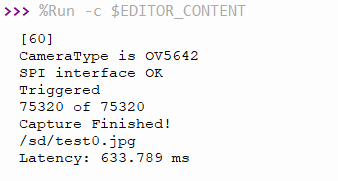 >>> %Run -c $EDITOR_CONTENT
[60]
CameraType is OV5642
SPI interface OK
Triggered
75320 of 75320
Capture Finished!
/sd/test0.jpg
Latency: 633.789 ms